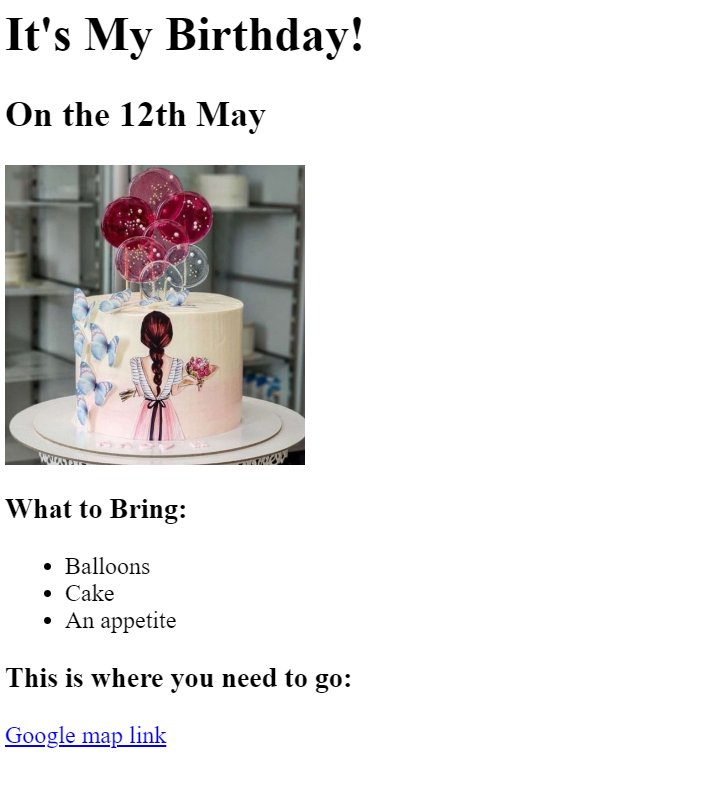 It's My Birthday!
On the 12th May
What to Bring:
Balloons
Cake
An appetite
This is where you need to go:
Google map link